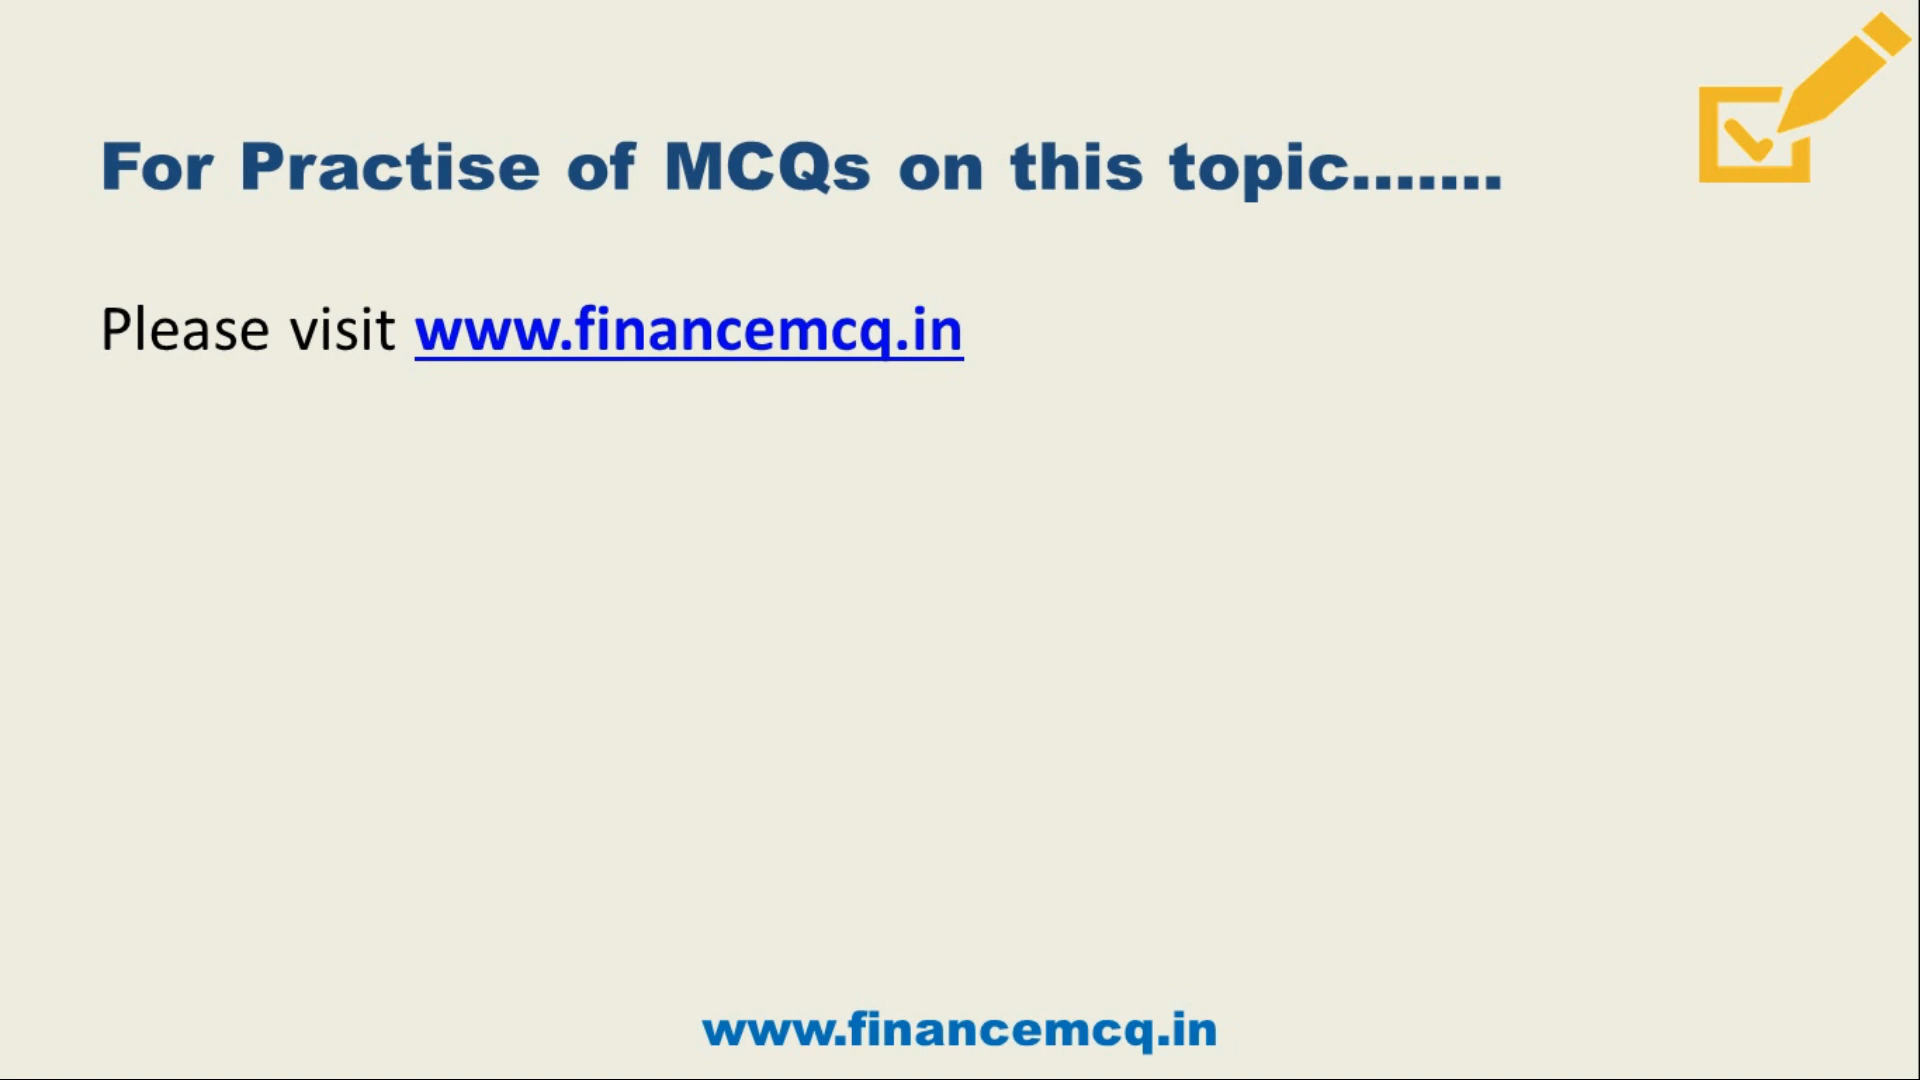 For Practise of MCQs on this topic.......
Please visit www.financemcq.in
www.financemcq.in